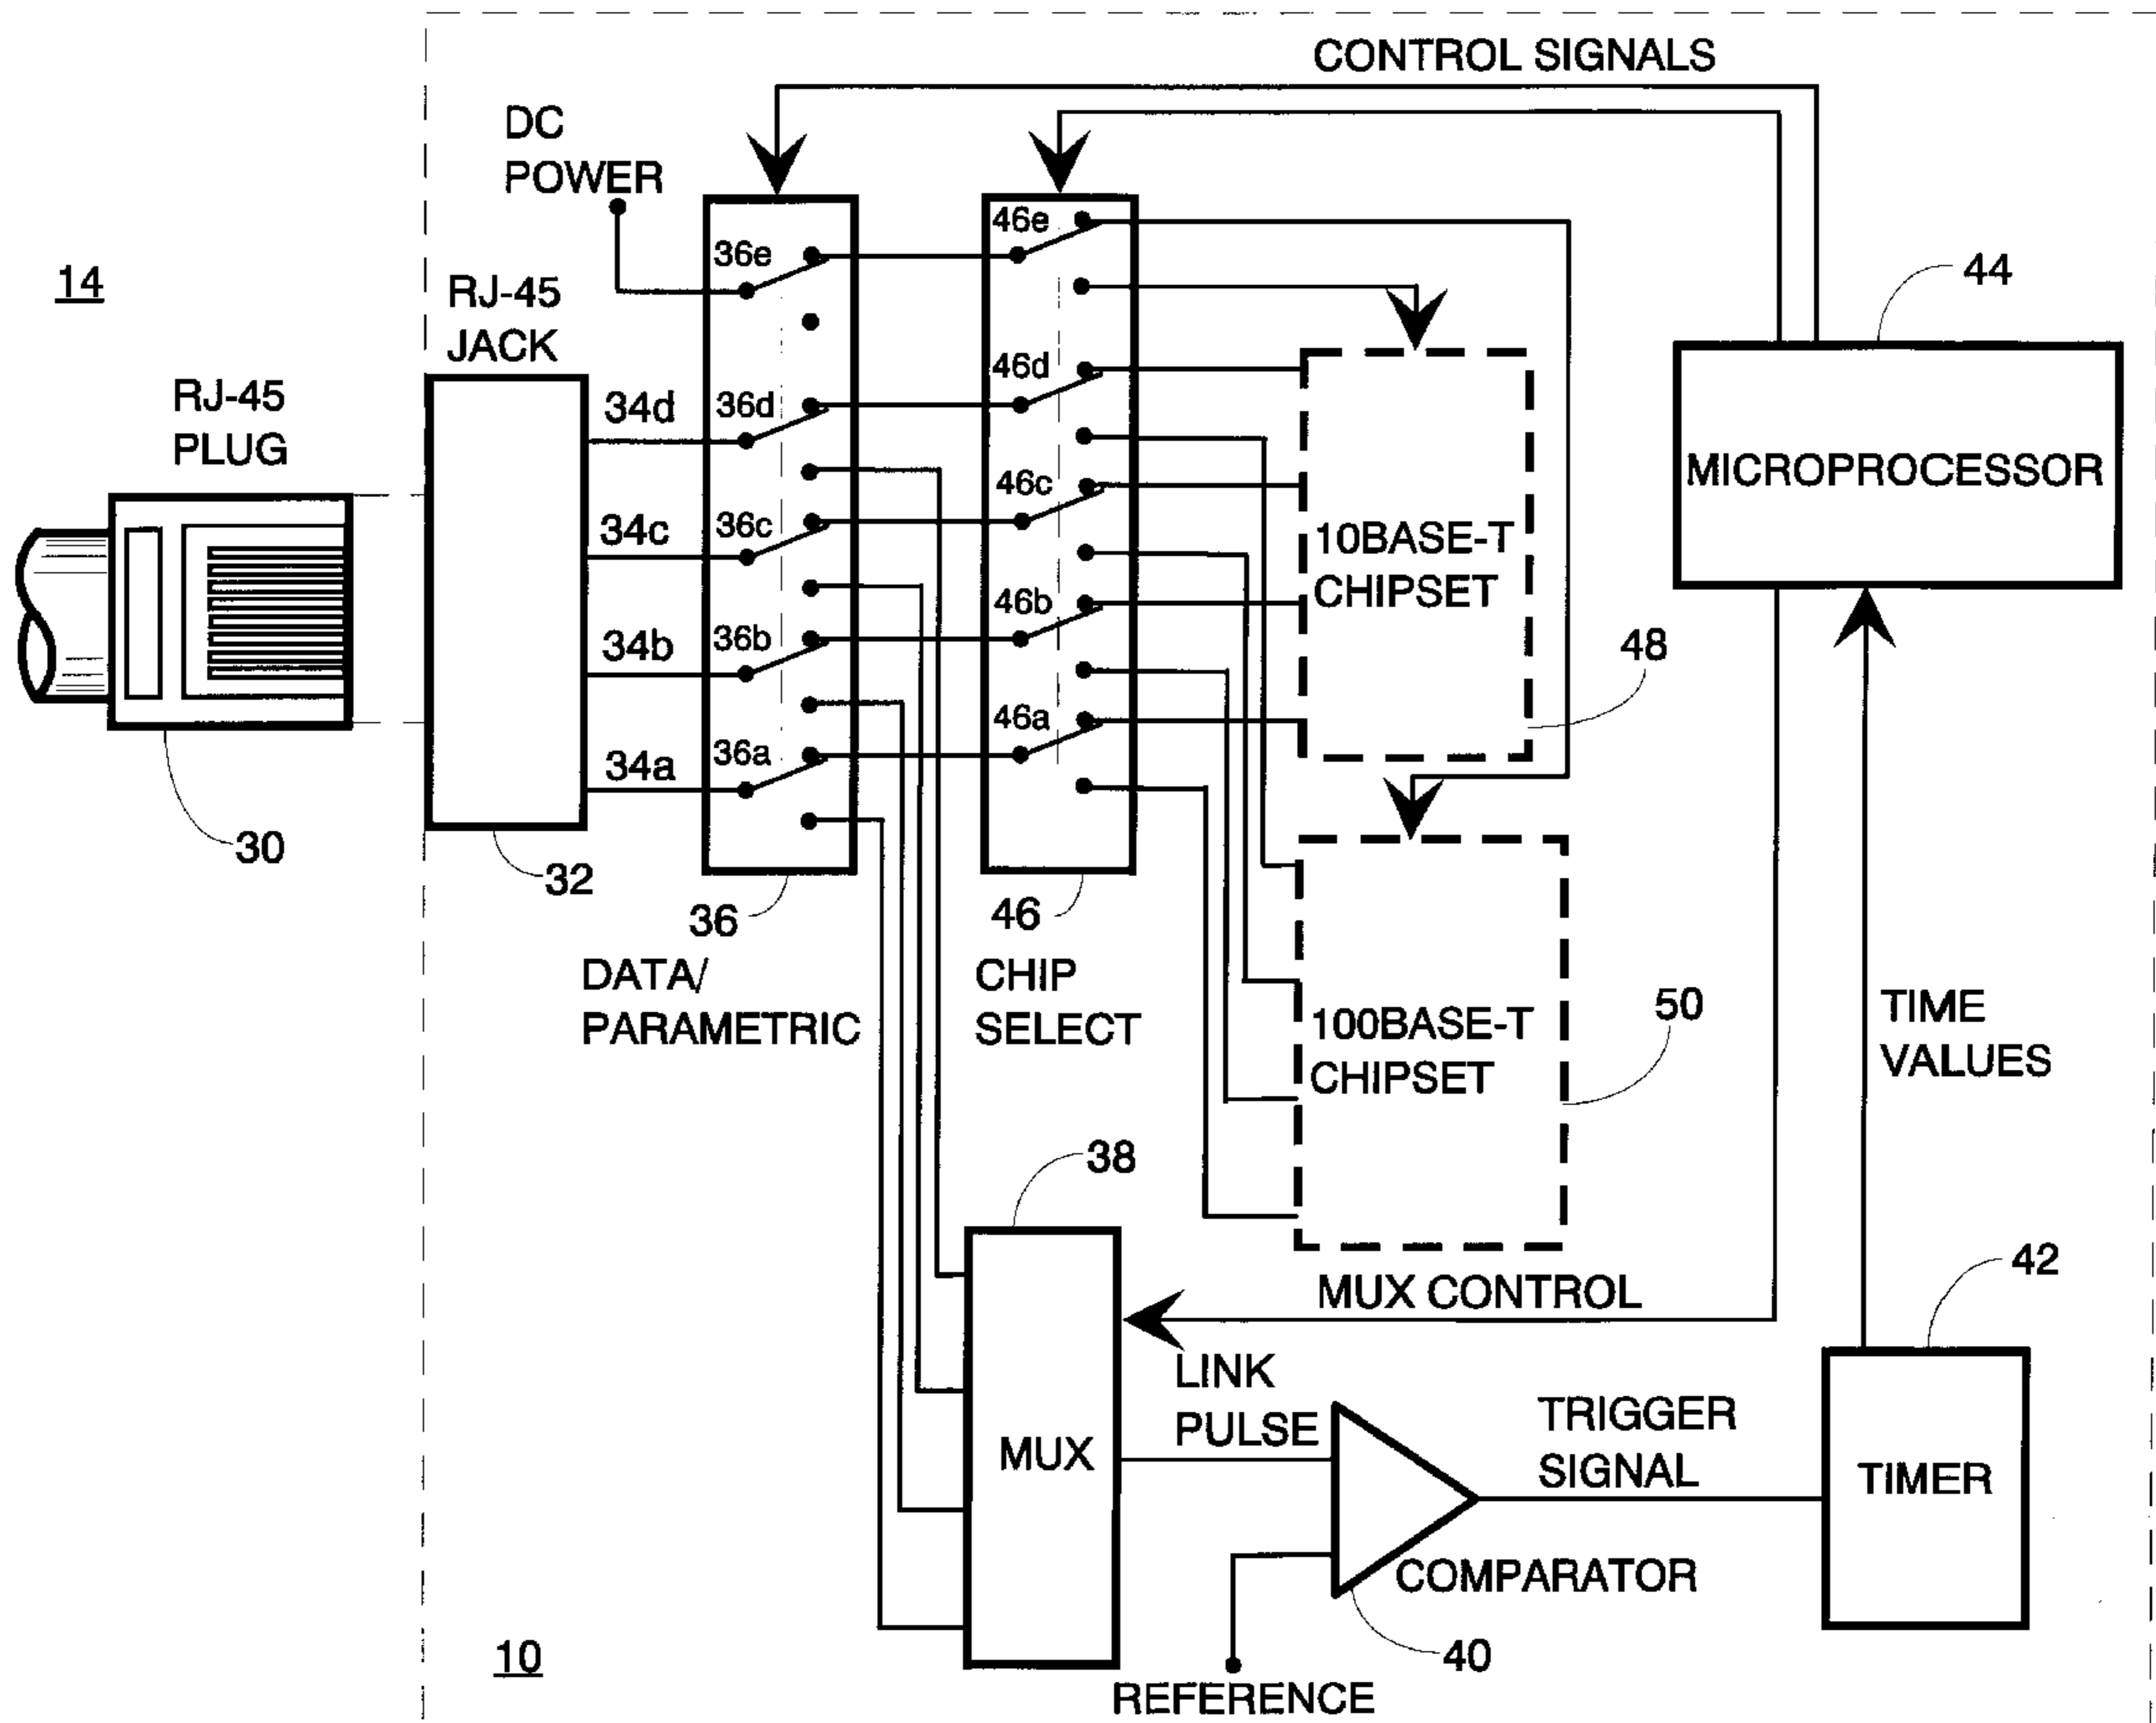 CONTROL SIGNALS
DC
POWER
14
RJ-45
JACK
RJ-45
PLUG
34d
34c
34b
34a
36e
36d
36c
36b
36a
46e
46d
46c
46b
46a
44
MICROPROCESSOR
10BASE-T
CHIPSET
48
30
32
36
DATA/
PARAMETRIC
46
CHIP
SELECT
100BASE-T
CHIPSET
50
TIME
VALUES
38
MUX
MUX CONTROL
LINK
PULSE
TRIGGER
SIGNAL
42
TIMER
COMPARATOR
40
REFERENCE
10